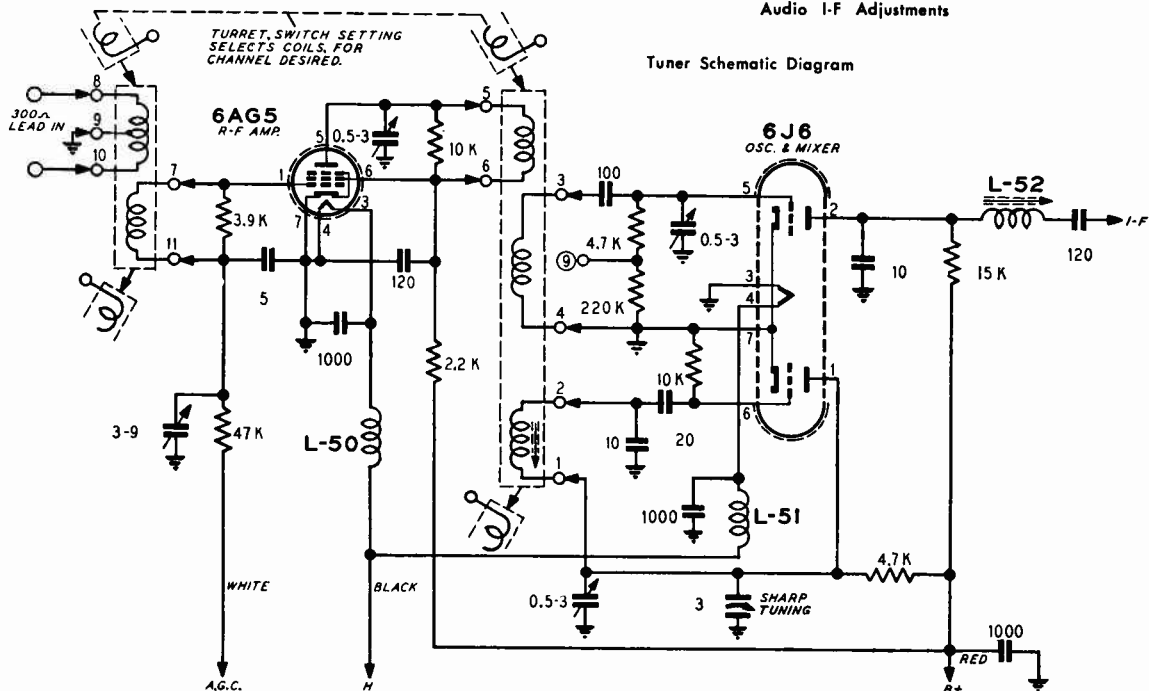 Audio I-F Adjustments
Tuner Schematic Diagram
TURRET, SWITCH SETTING
SELECTS COILS, FOR
CHANNEL DESIRED.
8
300Ω
LEAD IN
9
10
7
11
6AG5
R-F AMP.
5
0.5-3
10 K
5
6
1
6
7
4
3
3.9 K
5
120
1000
2.2 K
3-9
47 K
L-50
WHITE
BLACK
A.G.C.
H
3
100
4.7 K
0.5-3
9
220 K
4
10 K
2
10
20
1
6J6
OSC. & MIXER
5
2
3
4
7
1
6
L-52
I-F
120
10
15 K
1000
L-51
4.7 K
0.5-3
3
SHARP
TUNING
1000
RED
B+